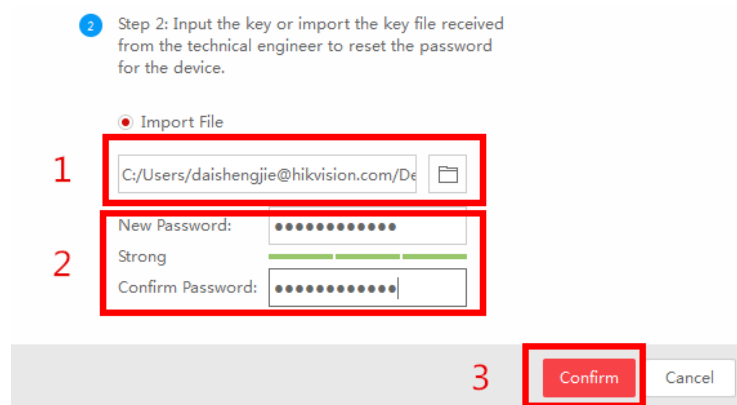 2 Step 2: Input the key or import the key file received
from the technical engineer to reset the password
for the device.
Import File
1 C:/Users/daishengjie@hikvision.com/De
New Password: ●●●●●●●●●●●●
2 Strong
Confirm Password: ●●●●●●●●●●●●
3 Confirm Cancel